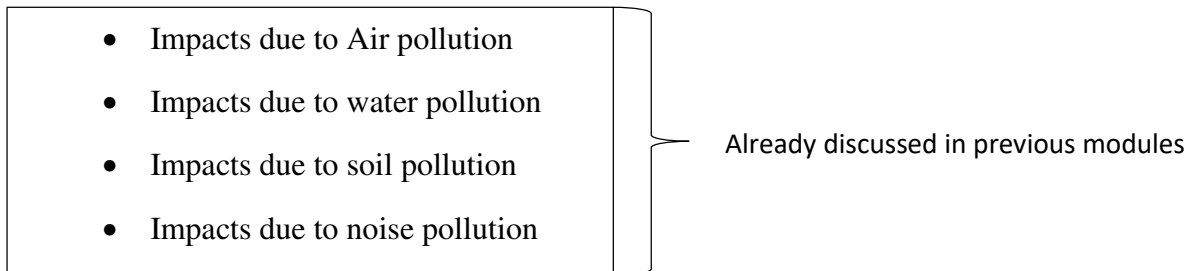 • Impacts due to Air pollution
• Impacts due to water pollution
Already discussed in previous modules
• Impacts due to soil pollution
• Impacts due to noise pollution